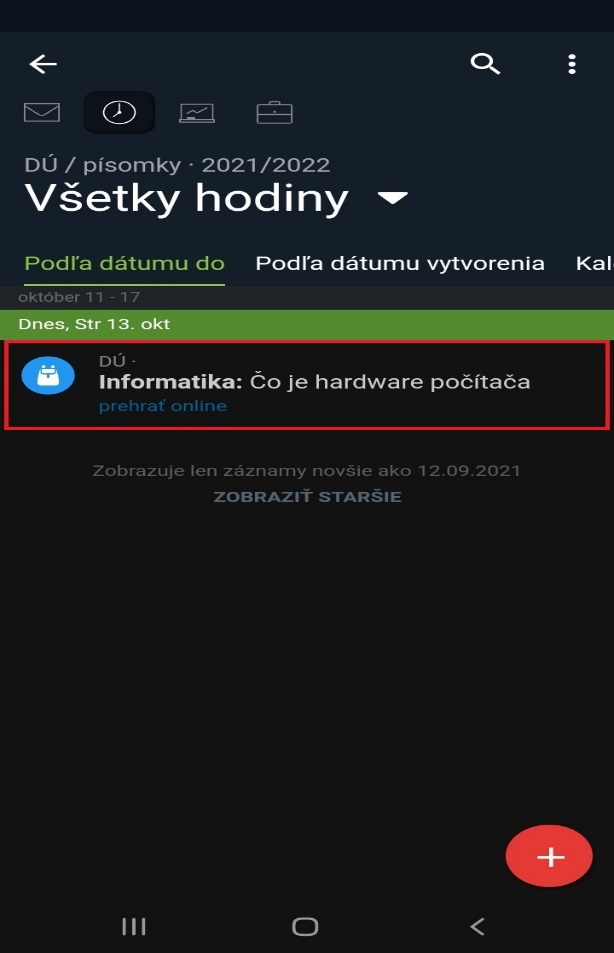 DÚ / písomky · 2021/2022
Všetky hodiny
Podľa dátumu do Podľa dátumu vytvorenia Kal
október 11 - 17
Dnes, Str 13. okt
DÚ ·
Informatika: Čo je hardware počítača
prehrať online
Zobrazuje len záznamy novšie ako 12.09.2021
ZOBRAZIŤ STARŠIE